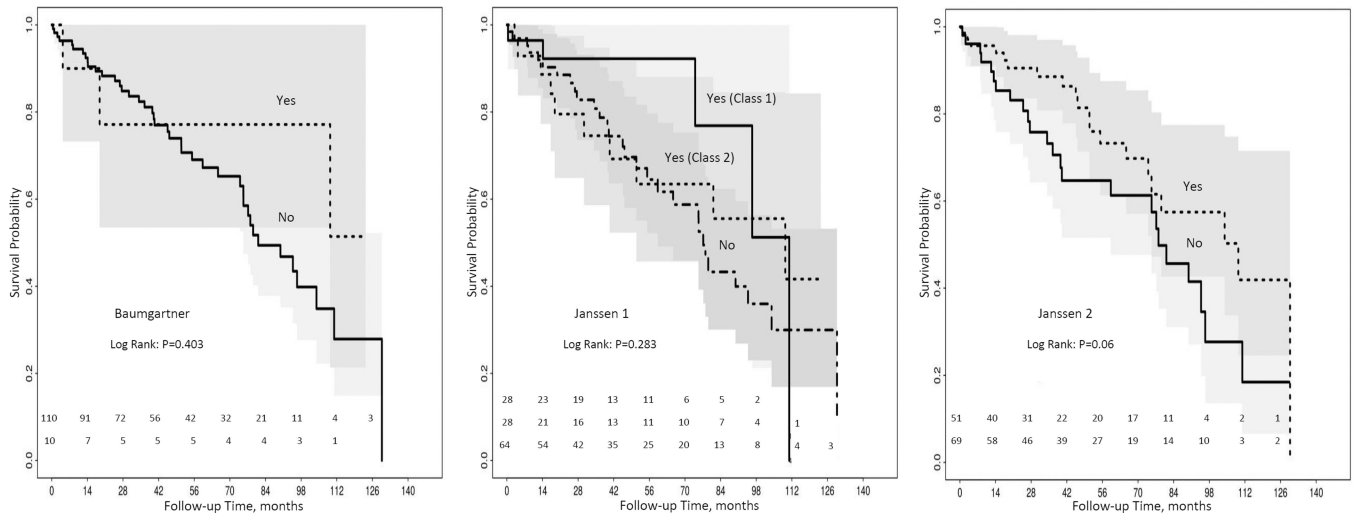 1.0
0.8
0.6
0.4
0.2
0.0
Survival Probability
Yes
No
Baumgartner
Log Rank: P=0.403
110 91 72 56 42 32 21 11 4 3
10 7 5 5 5 4 4 3 1
0 14 28 42 56 70 84 98 112 126 140
Follow-up Time, months
1.0
0.8
0.6
0.4
0.2
0.0
Survival Probability
Yes (Class 1)
Yes (Class 2)
No
Janssen 1
Log Rank: P=0.283
28 23 19 13 11 6 5 2
28 21 16 13 11 10 7 4 1
64 54 42 35 25 20 13 8 4 3
0 14 28 42 56 70 84 98 112 126 140
Follow-up Time, months
1.0
0.8
0.6
0.4
0.2
0.0
Survival Probability
Yes
No
Janssen 2
Log Rank: P=0.06
51 40 31 22 20 17 11 4 2 1
69 58 46 39 27 19 14 10 3 2
0 14 28 42 56 70 84 98 112 126 140
Follow-up Time, months